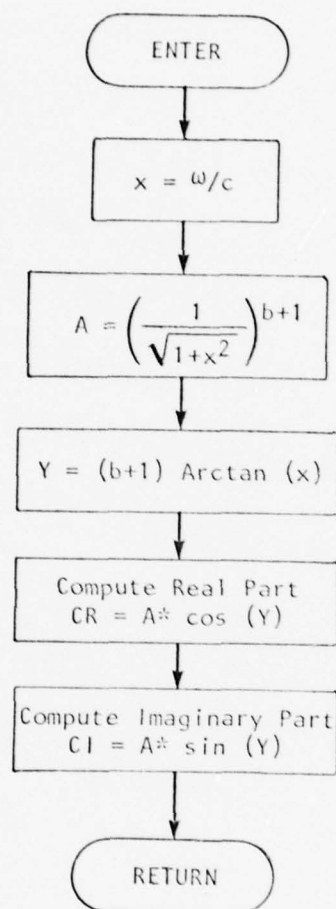 ENTER
x = ω/c
A = (1/√1+x²)^b+1
Y = (b+1) Arctan (x)
Compute Real Part
CR = A* cos (Y)
Compute Imaginary Part
CI = A* sin (Y)
RETURN